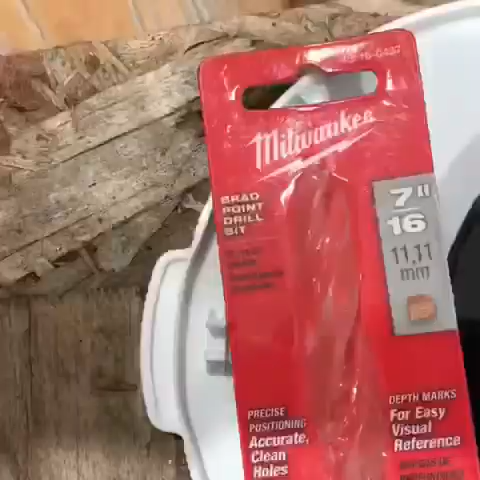 Milwaukee
BRAD
POINT
DRILL
BIT
7"
16
11,11
mm
PRECISE
POSITIONING
Accurate,
Clean
Holes
DEPTH MARKS
For Easy
Visual
Reference